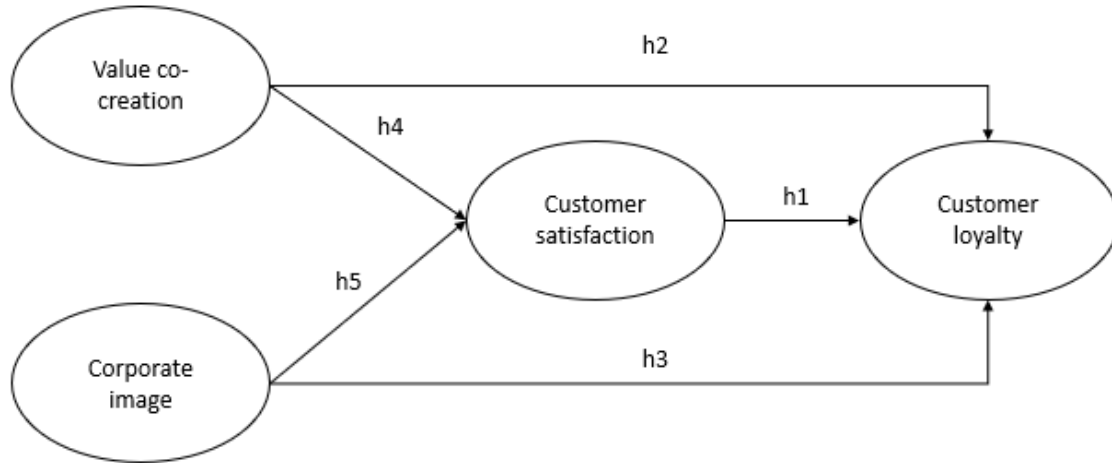 Value co-
creation
h2
h4
Customer
satisfaction
h1
Customer
loyalty
h5
Corporate
image
h3